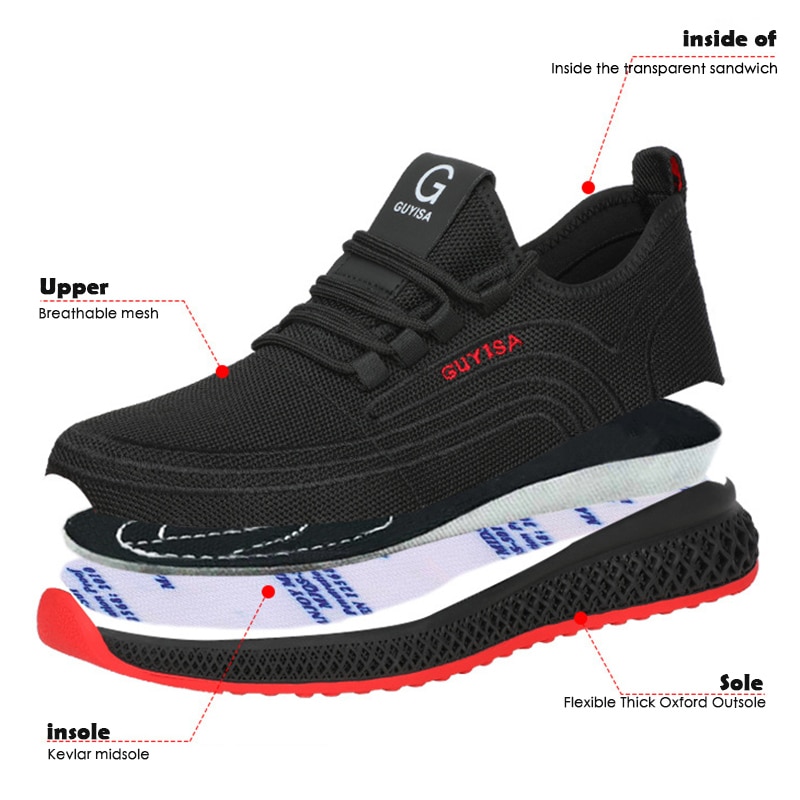 inside of
Inside the transparent sandwich
G
GUYISA
Upper
Breathable mesh
GUYISA
Sole
Flexible Thick Oxford Outsole
insole
Kevlar midsole